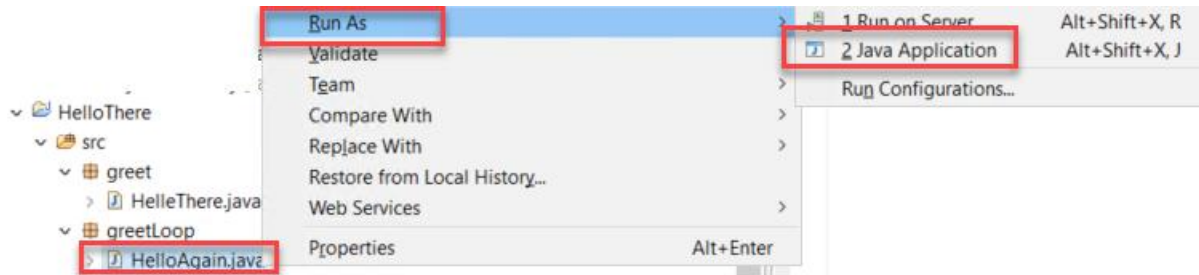 Run As
Validate
Team
Compare With
Replace With
Restore from Local History...
Web Services
Properties Alt+Enter
1 Run on Server Alt+Shift+X, R
2 Java Application Alt+Shift+X, J
Run Configurations...
HelloThere
src
greet
HelleThere.java
greetLoop
HelloAgain.java